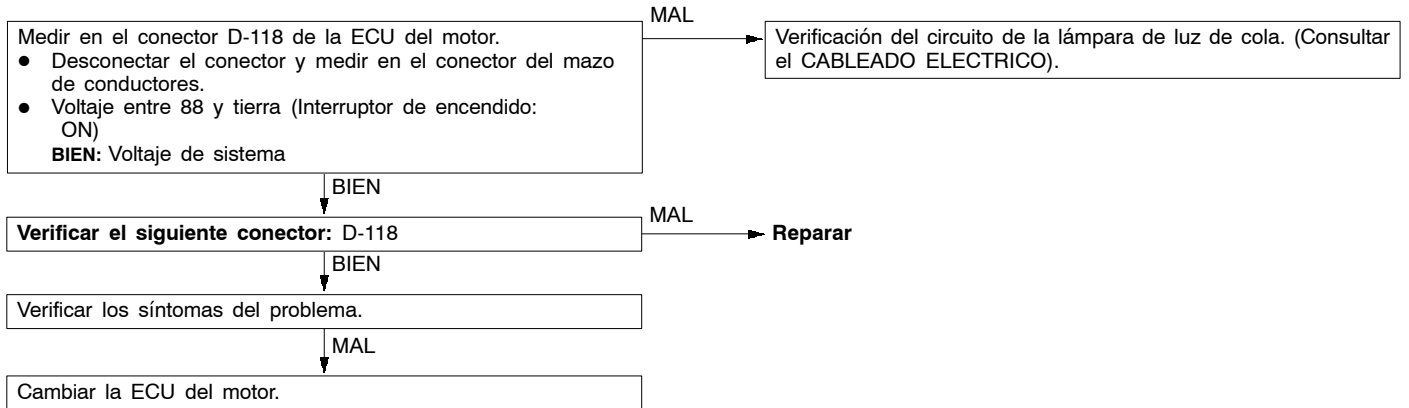 MAL
Medir en el conector D-118 de la ECU del motor.
● Desconectar el conector y medir en el conector del mazo
de conductores.
● Voltaje entre 88 y tierra (Interruptor de encendido:
ON)
BIEN: Voltaje de sistema
Verificación del circuito de la lámpara de luz de cola. (Consultar
el CABLEADO ELECTRICO).
BIEN
MAL
Verificar el siguiente conector: D-118
Reparar
BIEN
Verificar los síntomas del problema.
MAL
Cambiar la ECU del motor.